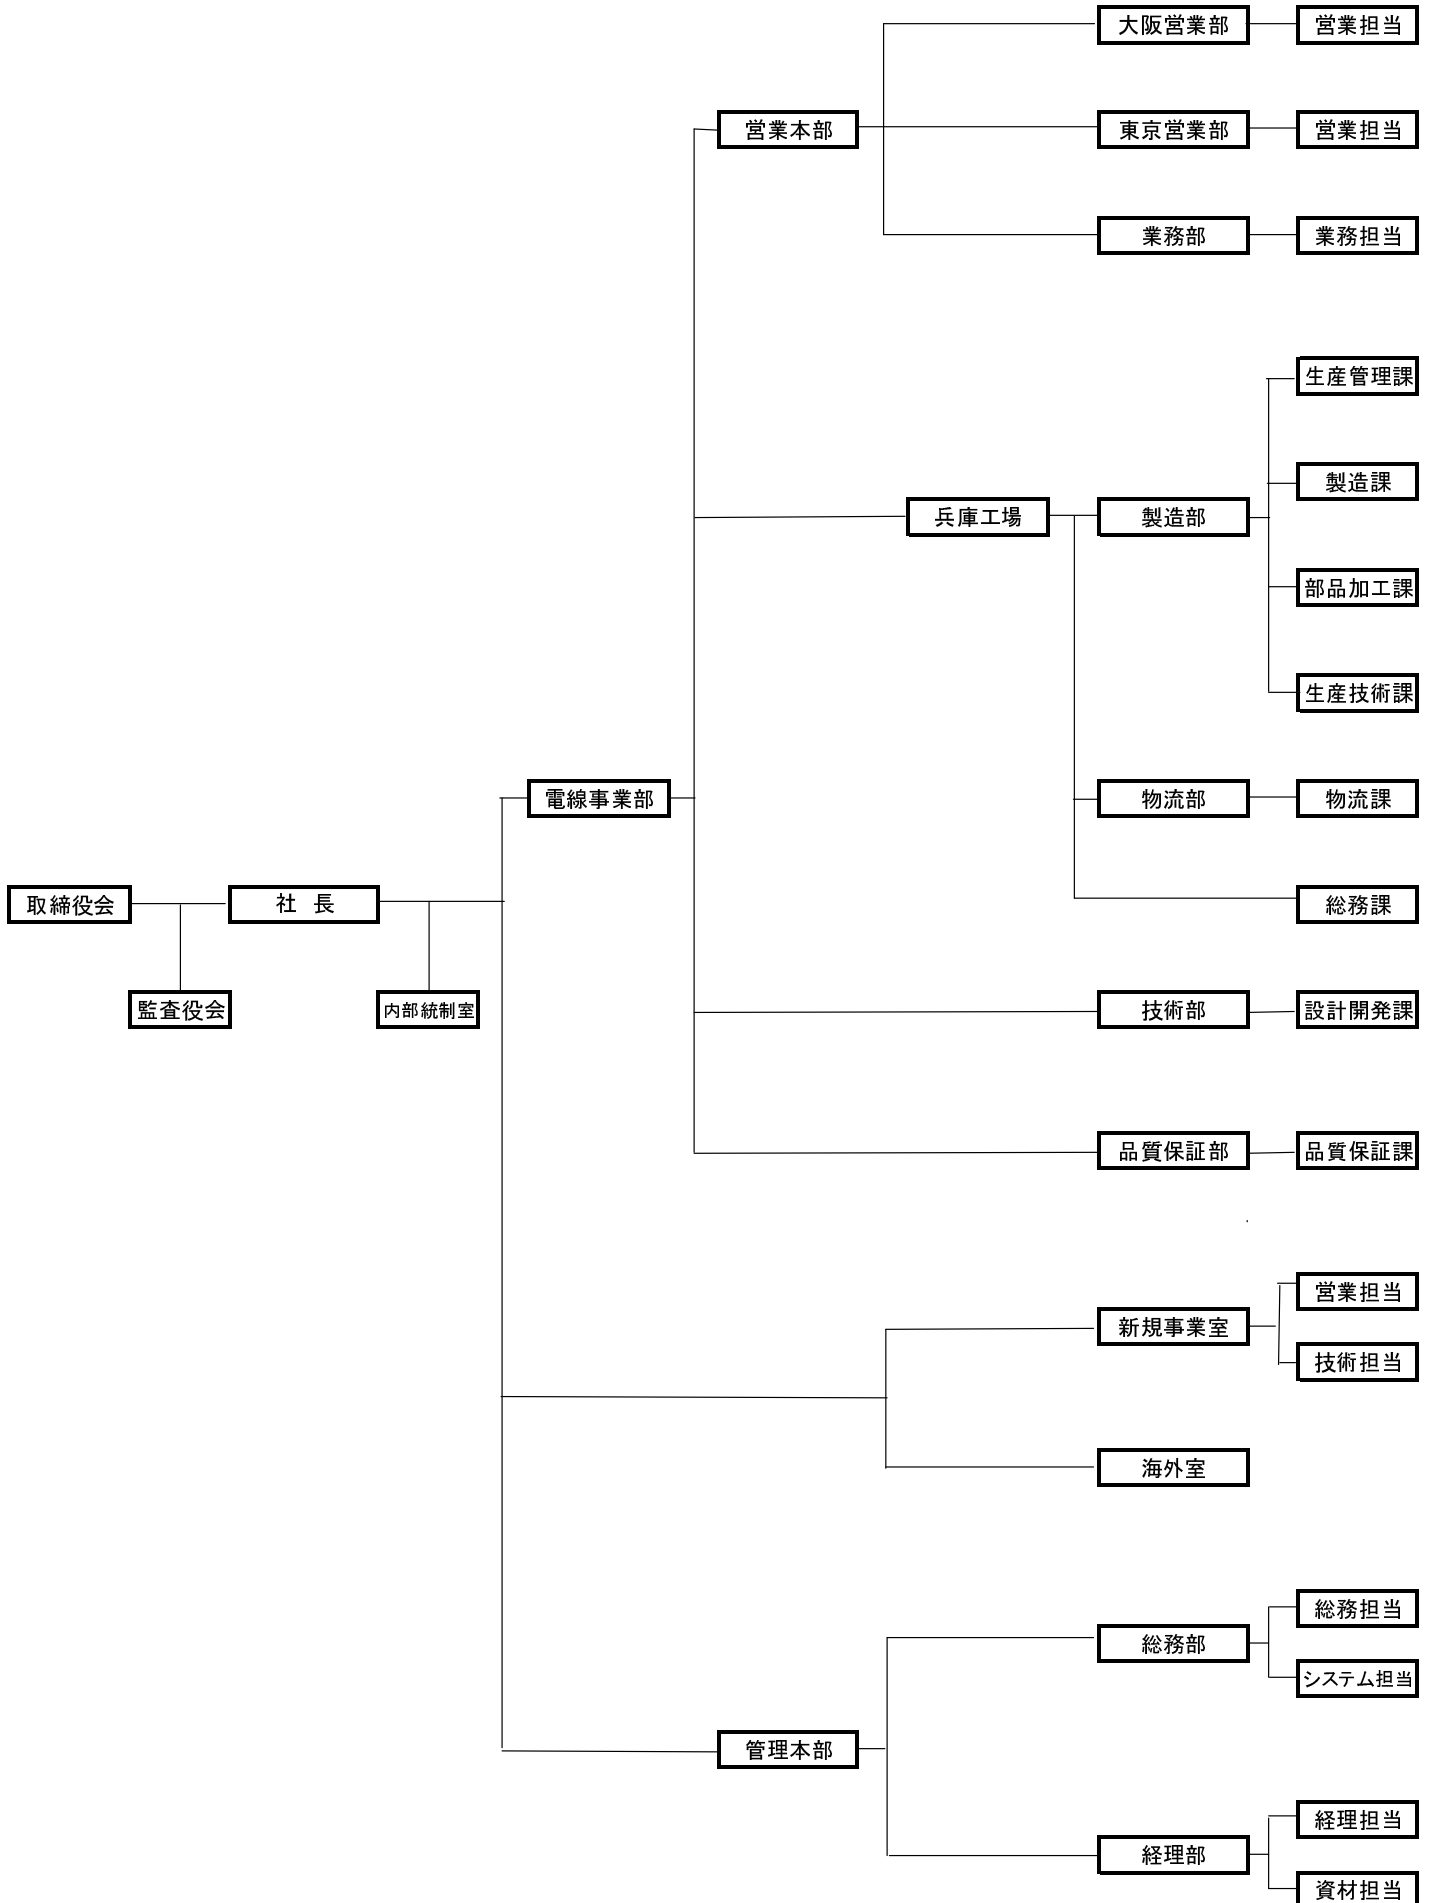 大阪営業部
営業担当
営業本部
東京営業部
営業担当
業務部
業務担当
生産管理課
製造課
兵庫工場
製造部
部品加工課
生産技術課
電線事業部
物流部
物流課
取締役会
社 長
総務課
監査役会
内部統制室
技術部
設計開発課
品質保証部
品質保証課
営業担当
新規事業室
技術担当
海外室
総務担当
総務部
システム担当
管理本部
経理担当
経理部
資材担当